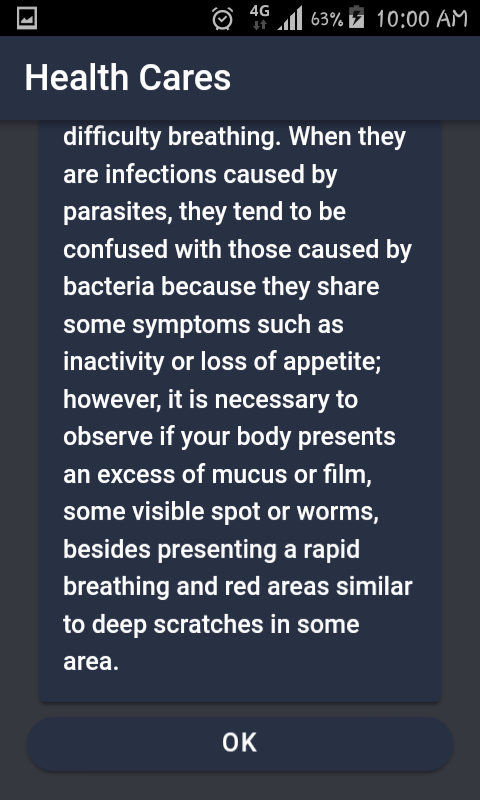 4G 63% 10:00 AM
Health Cares
difficulty breathing. When they
are infections caused by
parasites, they tend to be
confused with those caused by
bacteria because they share
some symptoms such as
inactivity or loss of appetite;
however, it is necessary to
observe if your body presents
an excess of mucus or film,
some visible spot or worms,
besides presenting a rapid
breathing and red areas similar
to deep scratches in some
area.
OK